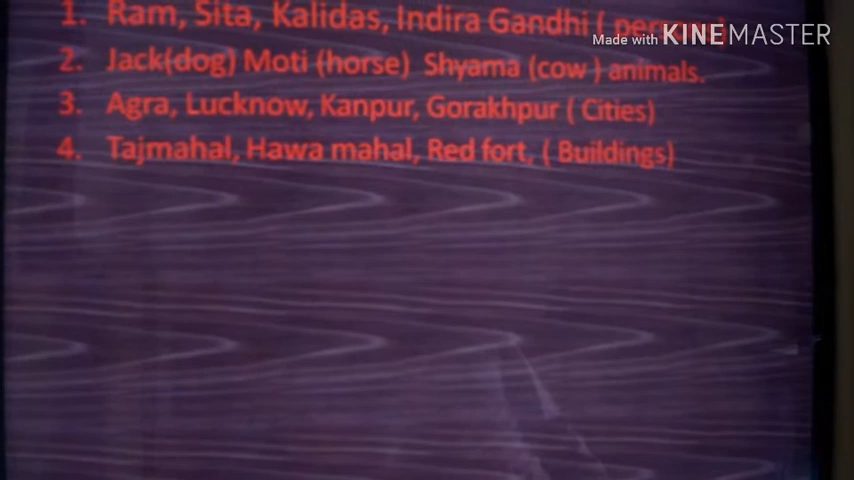 1. Ram, Sita, Kalidas, Indira Gandhi (
Made with KINEMASTER
2. Jack(dog) Moti (horse) Shyama (cow ) animals.
3. Agra, Lucknow, Kanpur, Gorakhpur ( Cities)
4. Tajmahal, Hawa mahal, Red fort, ( Buildings)